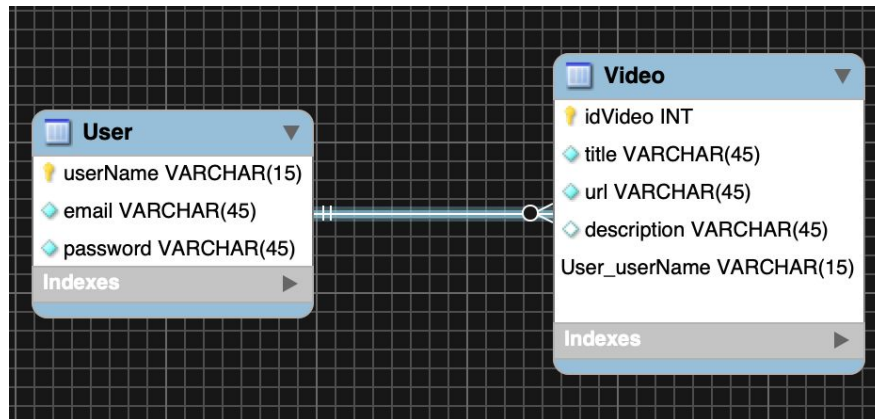 User
userName VARCHAR(15)
email VARCHAR(45)
password VARCHAR(45)
Indexes
Video
idVideo INT
title VARCHAR(45)
url VARCHAR(45)
description VARCHAR(45)
User_userName VARCHAR(15)
Indexes